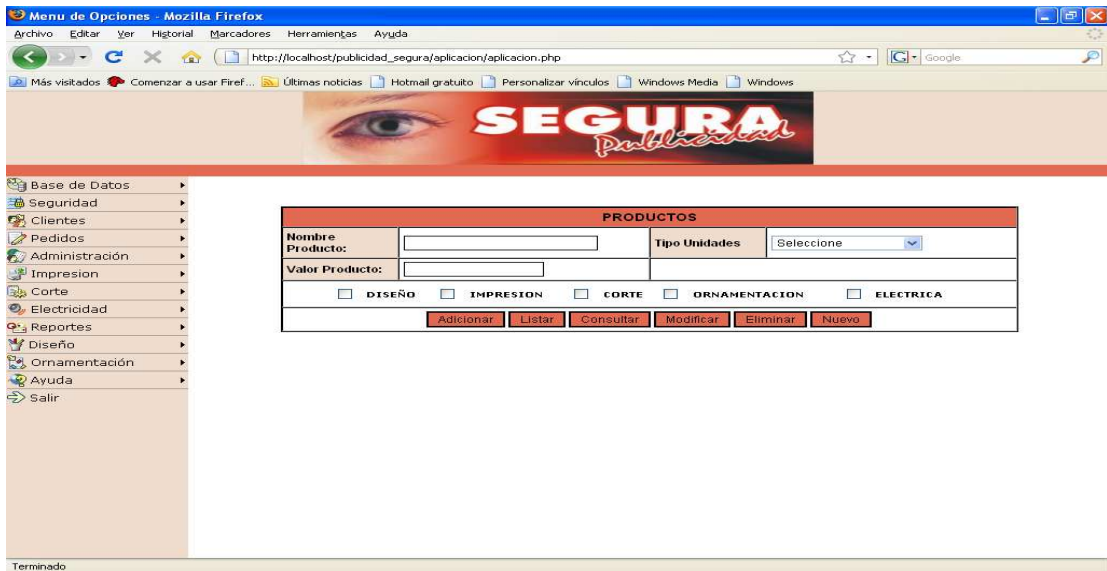 Menu de Opciones - Mozilla Firefox
Archivo Editar Ver Historial Marcadores Herramientas Ayuda
http://localhost/publicidad_segura/aplicacion/aplicacion.php
Google
Más visitados Comenzar a usar Firef... Últimas noticias Hotmail gratuito Personalizar vínculos Windows Media Windows
SEGURA
Publicidad
Base de Datos
Seguridad
Clientes
Pedidos
Administración
Impresion
Corte
Electricidad
Reportes
Diseño
Ornamentación
Ayuda
Salir
PRODUCTOS
Nombre Producto:
Tipo Unidades Seleccione
Valor Producto:
DISEÑO IMPRESION CORTE ORNAMENTACION ELECTRICA
Adicionar Listar Consultar Modificar Eliminar Nuevo
Terminado